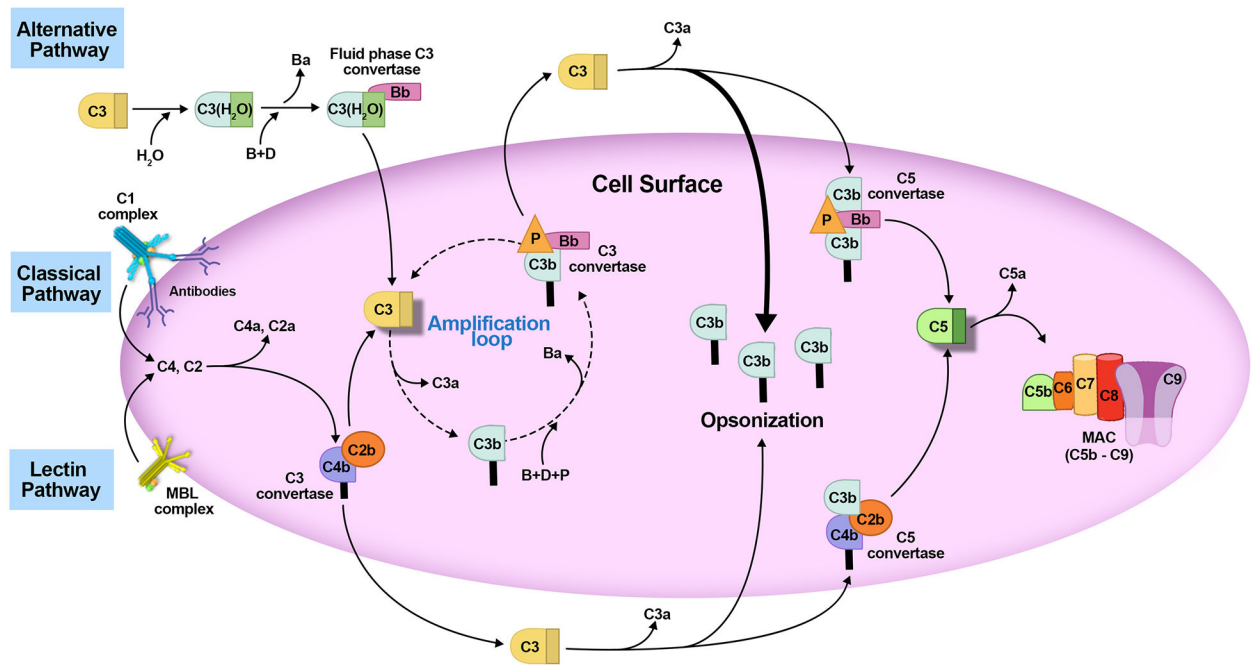 Alternative
Pathway
C3
H₂O
C3(H₂O)
B+D
Ba
Fluid phase C3
convertase
C3(H₂O)
Bb
C3
C3a
Cell Surface
C1
complex
Antibodies
Classical
Pathway
C4a, C2a
C4, C2
Lectin
Pathway
MBL
complex
C3
convertase
C4b
C2b
C3
Amplification
loop
C3a
C3b
B+D+P
Ba
P
Bb
C3b
C3
convertase
C3b
C3b
C3b
Opsonization
C3b
C5
convertase
P
Bb
C3b
C5
C5a
C5b
C6
C7
C8
C9
MAC
(C5b - C9)
C3b
C2b
C4b
C5
convertase
C3
C3a